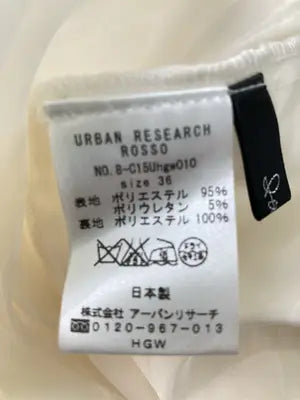 URBAN RESEARCH
ROSSO
NO. B-C15UHgw010
size 36
表地 ポリエステル 95%
ポリウレタン 5%
裏地 ポリエステル 100%
日本製
株式会社 アーバンリサーチ
0120-967-013
HGW